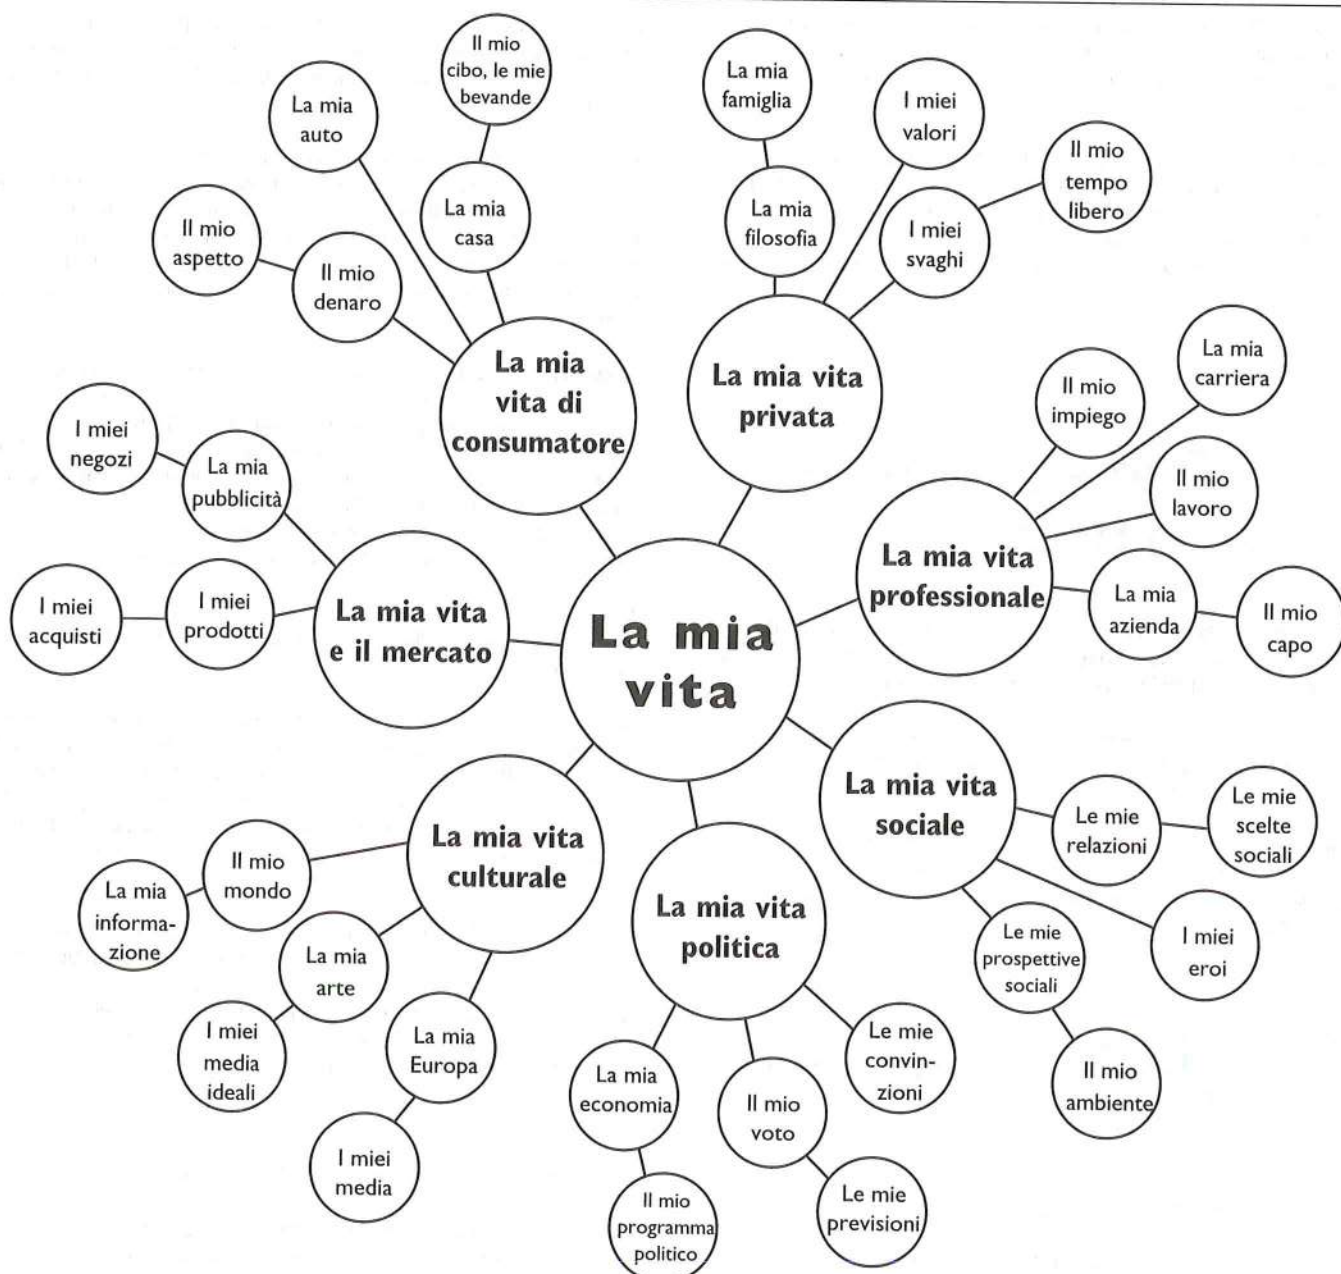 Il mio
cibo, le mie
bevande
La mia
auto
La mia
casa
Il mio
aspetto
Il mio
denaro
La mia
vita di
consumatore
La mia
famiglia
I miei
valori
La mia
filosofia
I miei
svaghi
Il mio
tempo
libero
La mia vita
privata
Il mio
impiego
La mia
carriera
Il mio
lavoro
La mia vita
professionale
La mia
azienda
Il mio
capo
I miei
negozi
La mia
pubblicità
I miei
acquisti
I miei
prodotti
La mia vita
e il mercato
La mia
vita
La mia vita
sociale
Le mie
relazioni
Le mie
scelte
sociali
Le mie
prospettive
sociali
I miei
eroi
Il mio
ambiente
La mia vita
culturale
Il mio
mondo
La mia
informa-
zione
La mia
arte
I miei
media
ideali
La mia
Europa
I miei
media
La mia vita
politica
La mia
economia
Il mio
programma
politico
Il mio
voto
Le mie
previsioni
Le mie
convin-
zioni